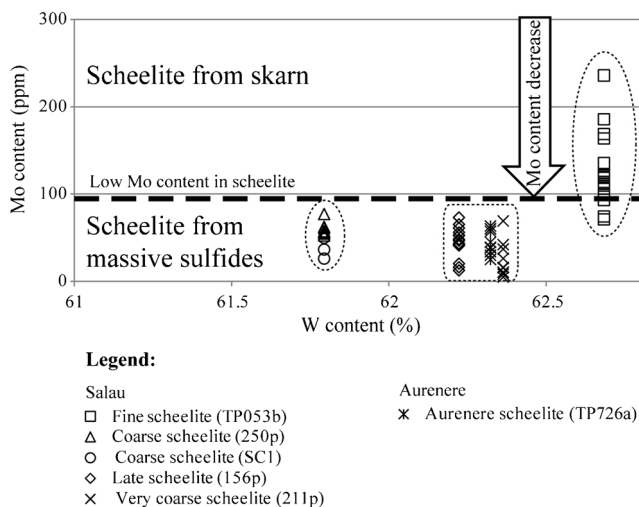 300
200
100
0
Mo content (ppm)
Scheelite from skarn
Mo content decrease
Low Mo content in scheelite
Scheelite from
massive sulfides
61
61.5
62
62.5
W content (%)
Legend:
Salau
Fine scheelite (TP053b)
Coarse scheelite (250p)
Coarse scheelite (SC1)
Late scheelite (156p)
Very coarse scheelite (211p)
Aurenere
Aurenere scheelite (TP726a)